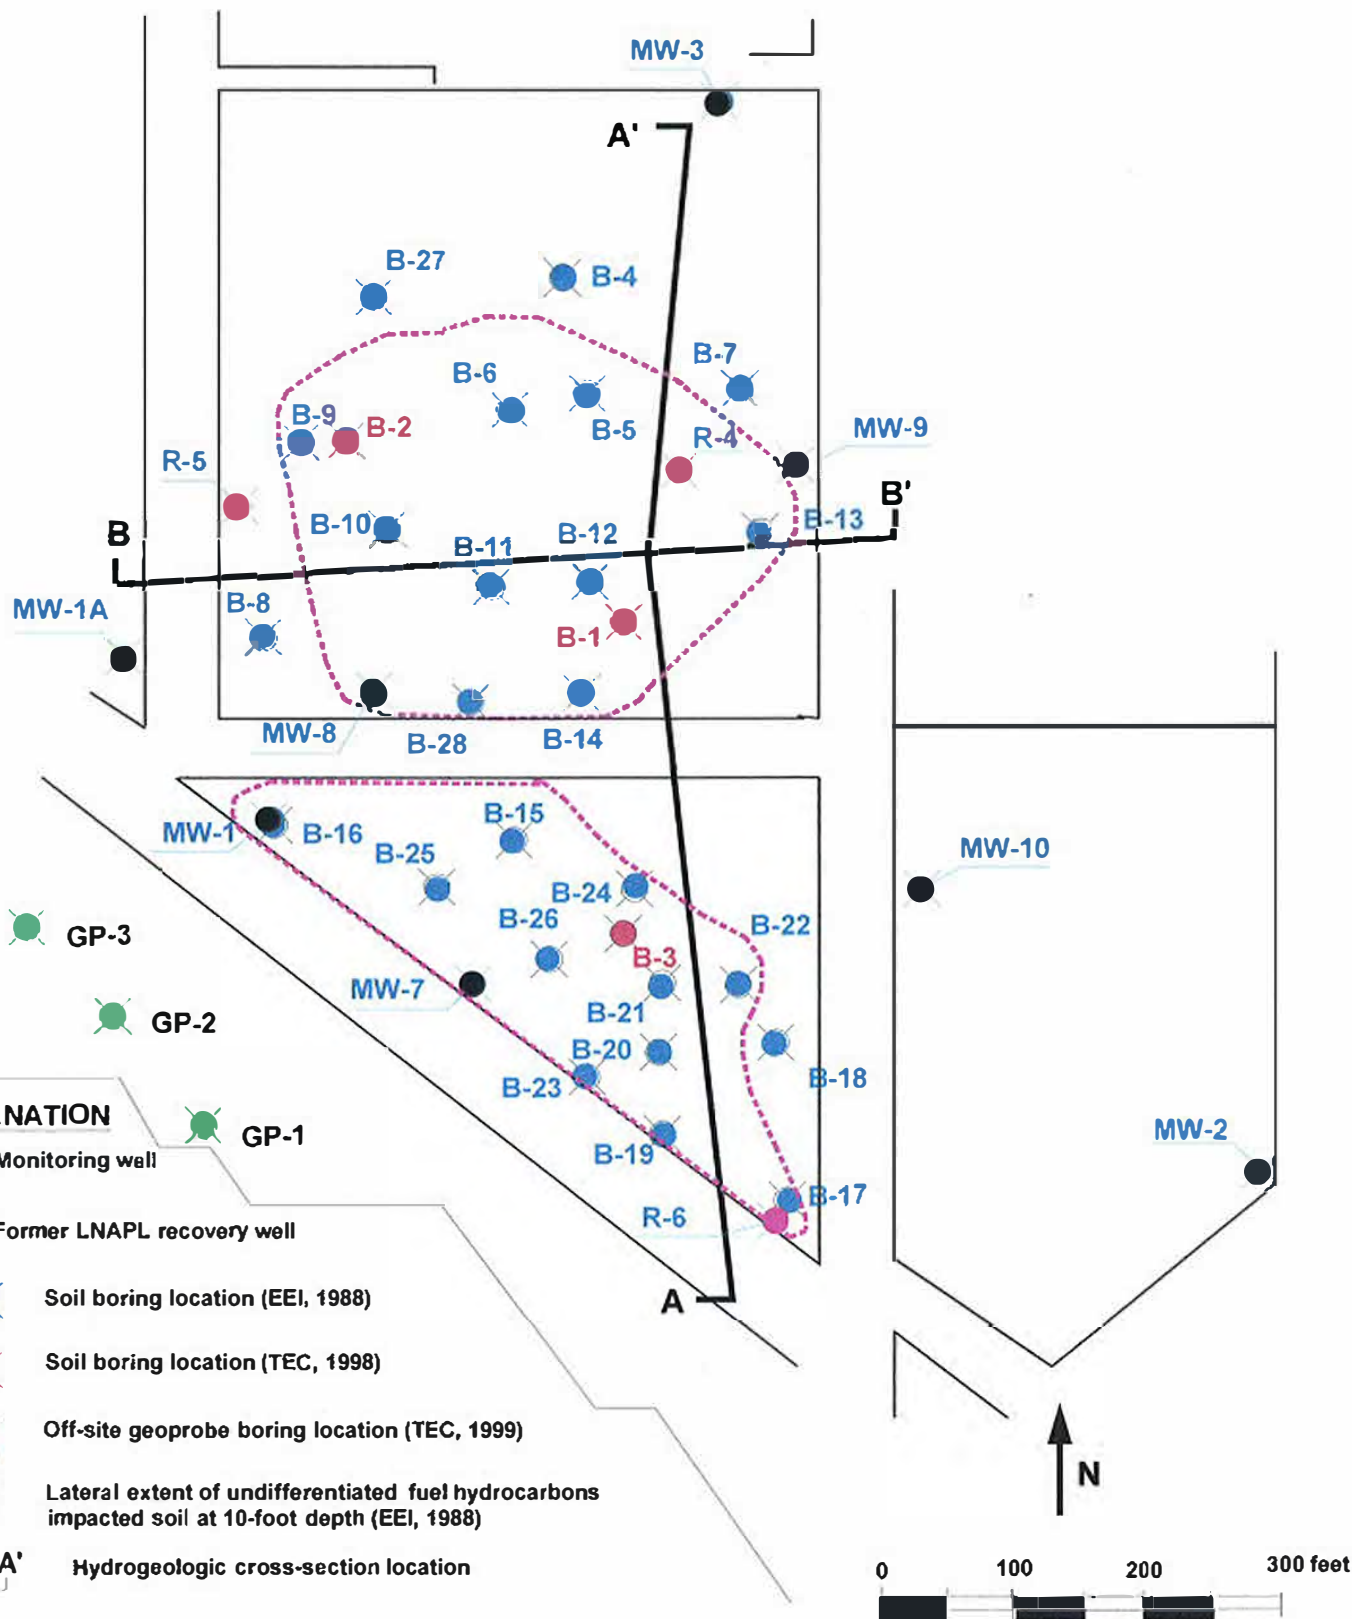 MW-3
A'
B-27
B-4
B-7
B-6
B-9
B-2
B-5
R-4
MW-9
R-5
B'
B-10
B-13
B
B-11
B-12
B-8
MW-1A
B-1
MW-8
B-28
B-14
MW-1
B-16
B-15
B-25
MW-10
B-24
B-26
B-22
GP-3
B-3
MW-7
B-21
GP-2
B-20
B-23
B-18
NATION
GP-1
MW-2
Monitoring well
B-19
B-17
R-6
Former LNAPL recovery well
Soil boring location (EEI, 1988)
A
Soil boring location (TEC, 1998)
Off-site geoprobe boring location (TEC, 1999)
N
Lateral extent of undifferentiated fuel hydrocarbons
impacted soil at 10-foot depth (EEI, 1988)
A' Hydrogeologic cross-section location
0 100 200 300 feet